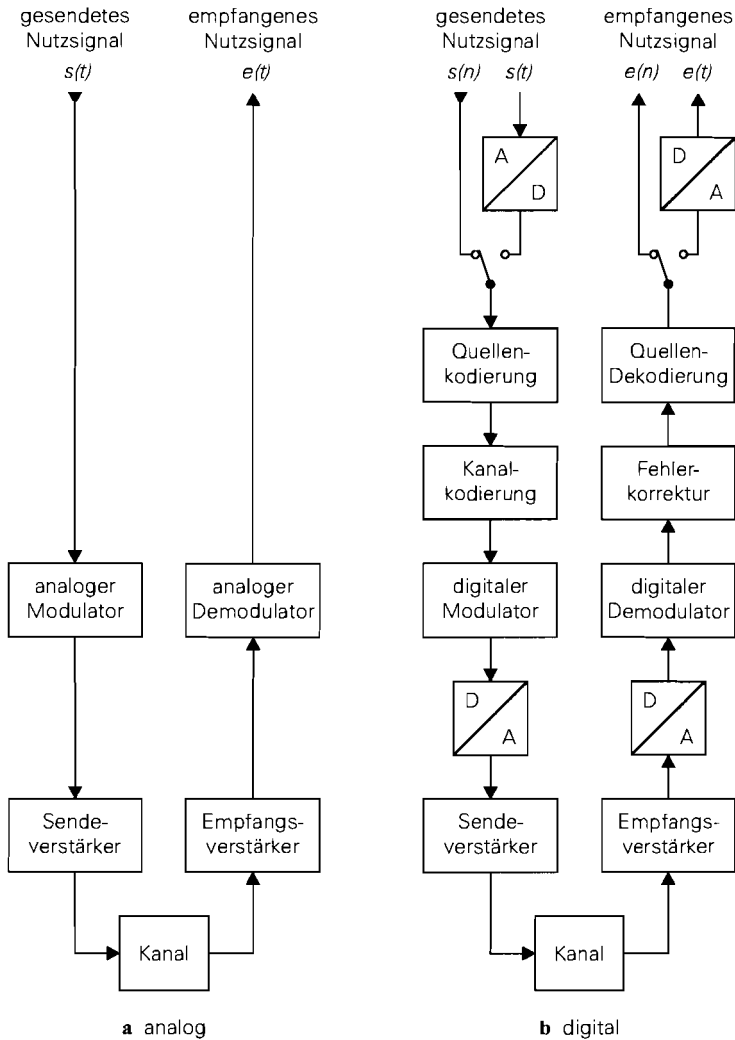 gesendetes
Nutzsignal
s(t)
empfangenes
Nutzsignal
e(t)
analoger
Modulator
analoger
Demodulator
Sende-
verstärker
Empfangs-
verstärker
Kanal
a analog
gesendetes
Nutzsignal
s(n) s(t)
empfangenes
Nutzsignal
e(n) e(t)
A
D
D
A
Quellen-
kodierung
Quellen-
Dekodierung
Kanal-
kodierung
Fehler-
korrektur
digitaler
Modulator
digitaler
Demodulator
D
A
D
A
Sende-
verstärker
Empfangs-
verstärker
Kanal
b digital